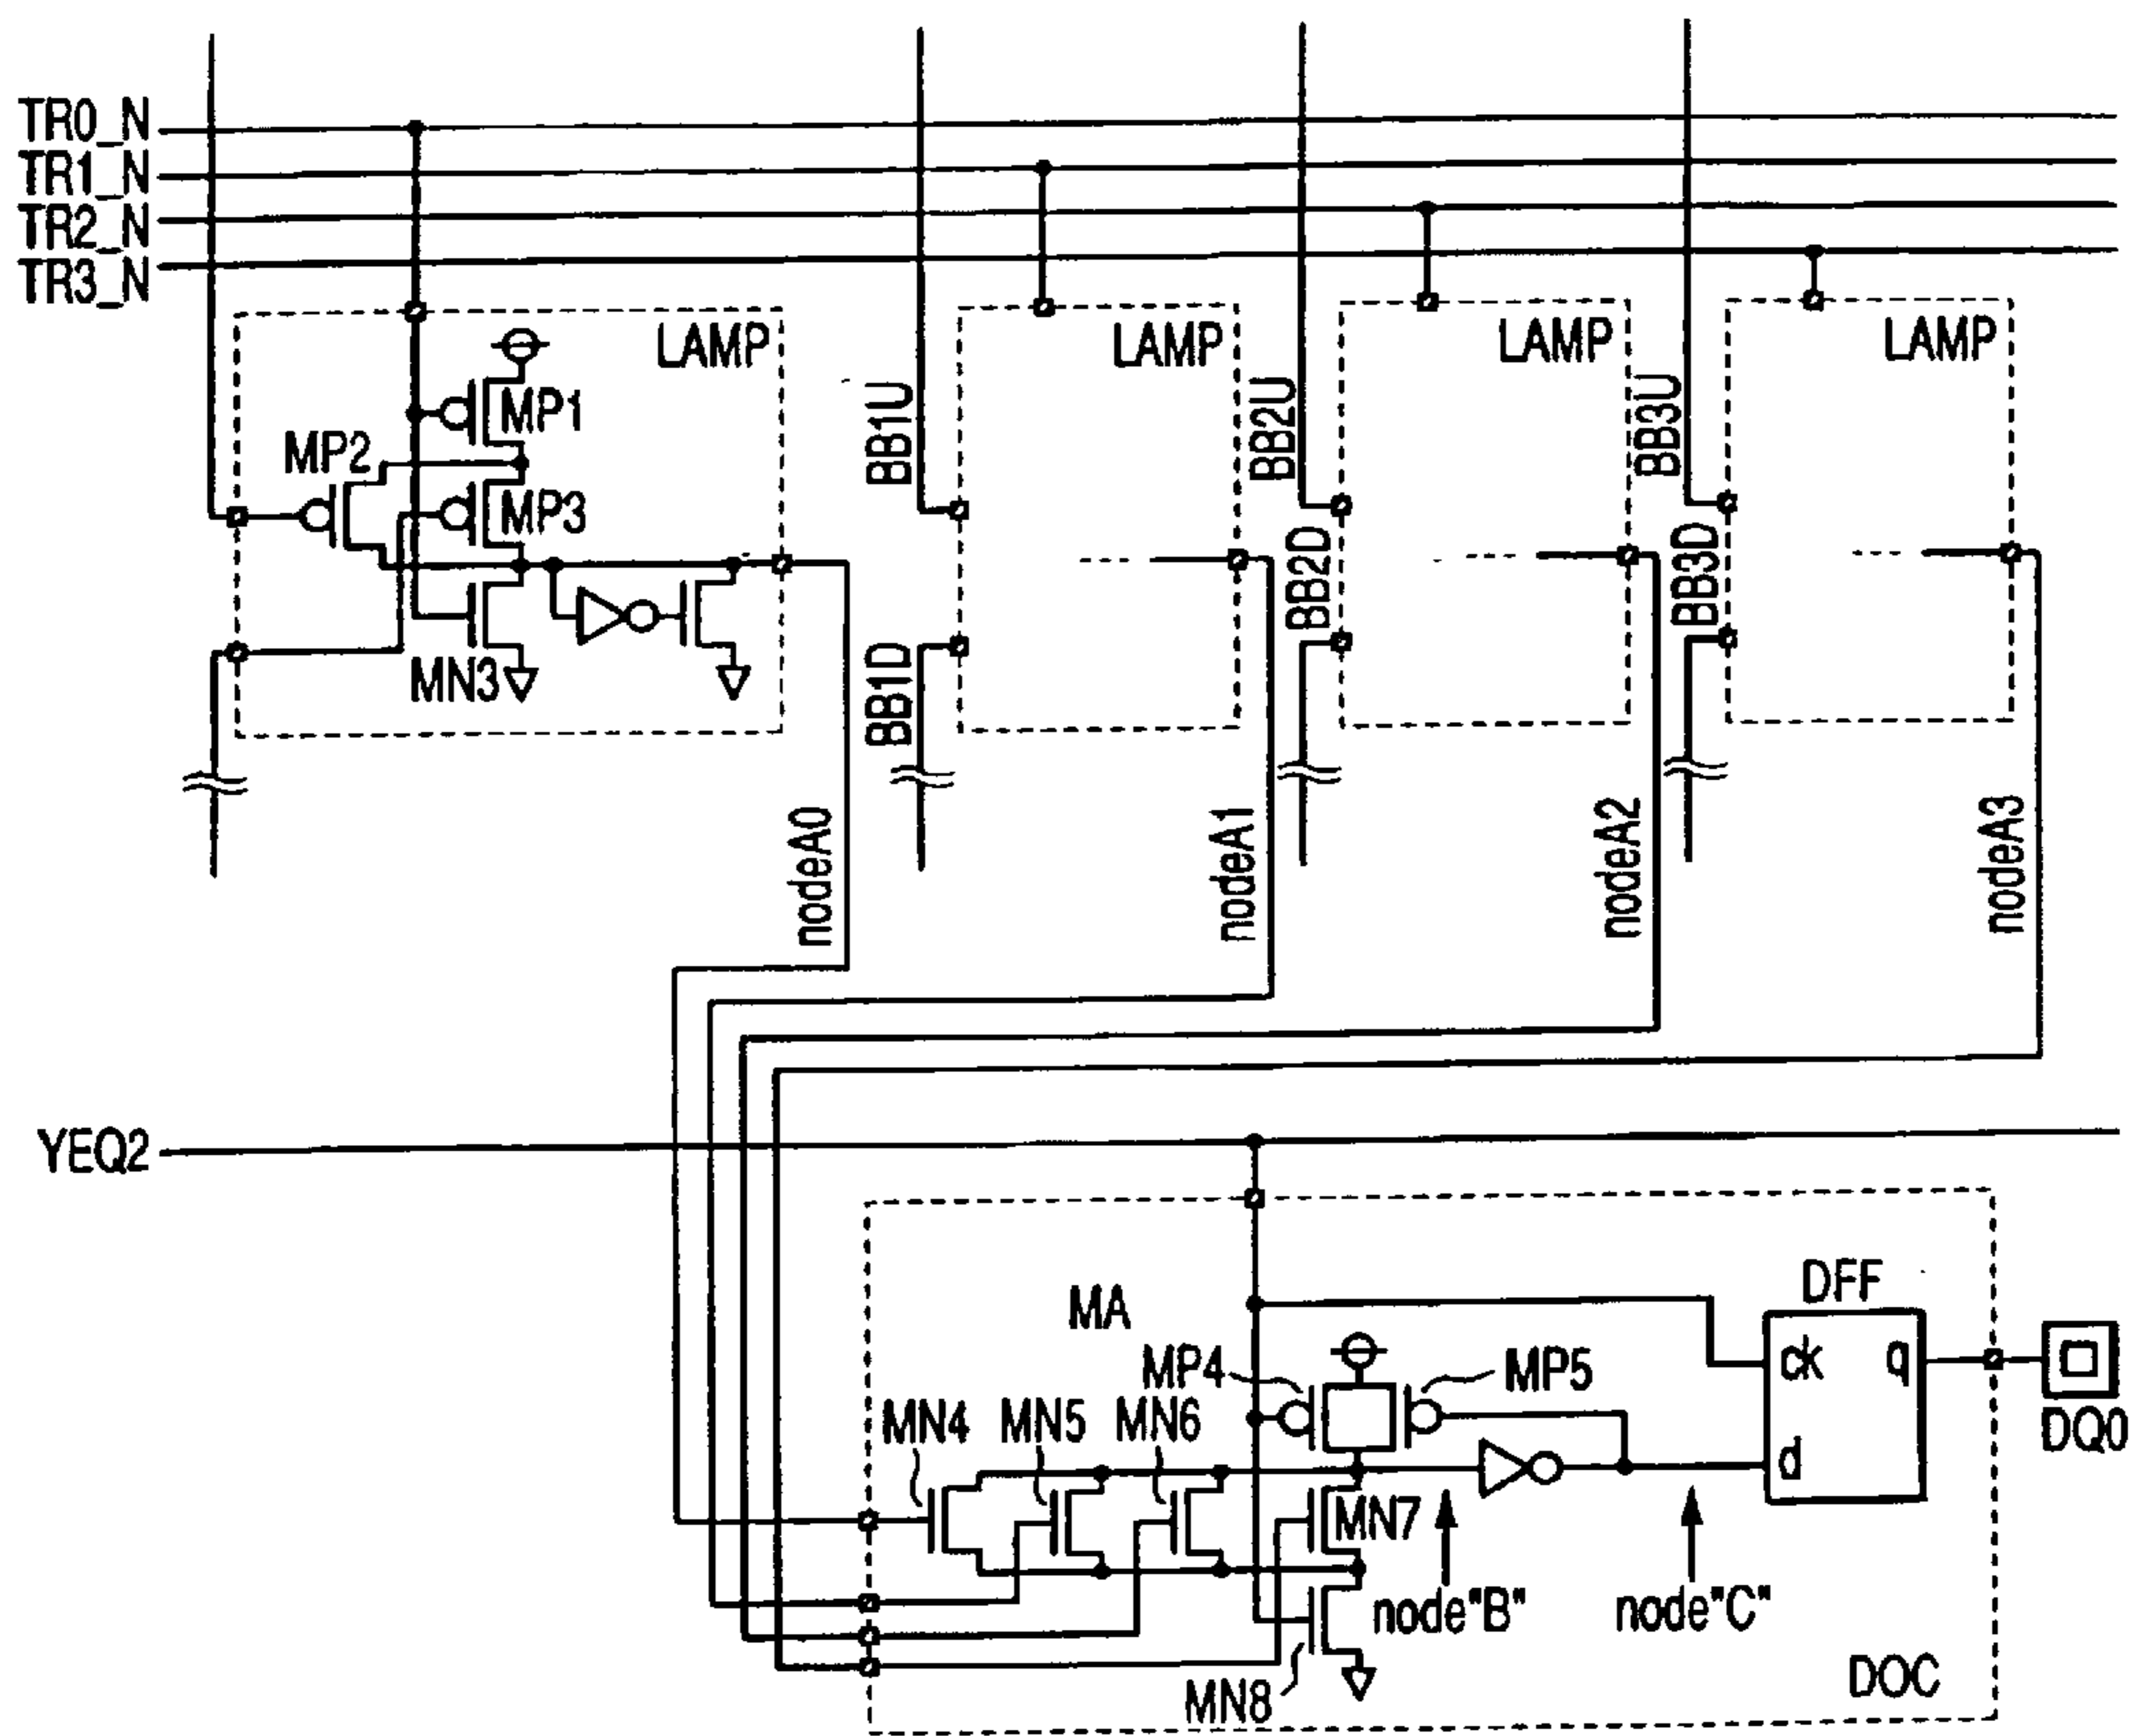 TR0_N
TR1_N
TR2_N
TR3_N
LAMP
LAMP
LAMP
LAMP
MP1
MP2
MP3
MN3
BB1U
BB1D
BB2U
BB2D
BB3U
BB3D
nodeA0
nodeA1
nodeA2
nodeA3
YEQ2
MA
DFF
ck
q
d
DQ0
MP4
MP5
MN4
MN5
MN6
MN7
MN8
node"B"
node"C"
DOC